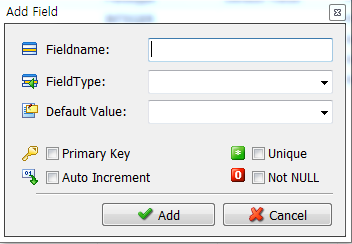 Add Field
Fieldname:
FieldType:
Default Value:
Primary Key
Unique
Auto Increment
Not NULL
Add
Cancel